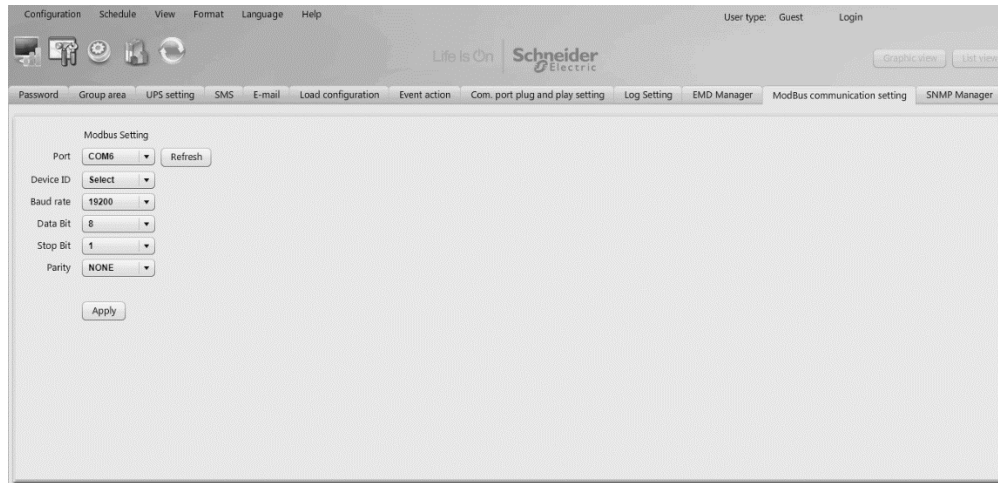 Configuration Schedule View Format Language Help User type: Guest Login
Life Is On Schneider Electric
Graphic view List view
Password Group area UPS setting SMS E-mail Load configuration Event action Com. port plug and play setting Log Setting EMD Manager ModBus communication setting SNMP Manager
Modbus Setting
Port COM6 Refresh
Device ID Select
Baud rate 19200
Data Bit 8
Stop Bit 1
Parity NONE
Apply